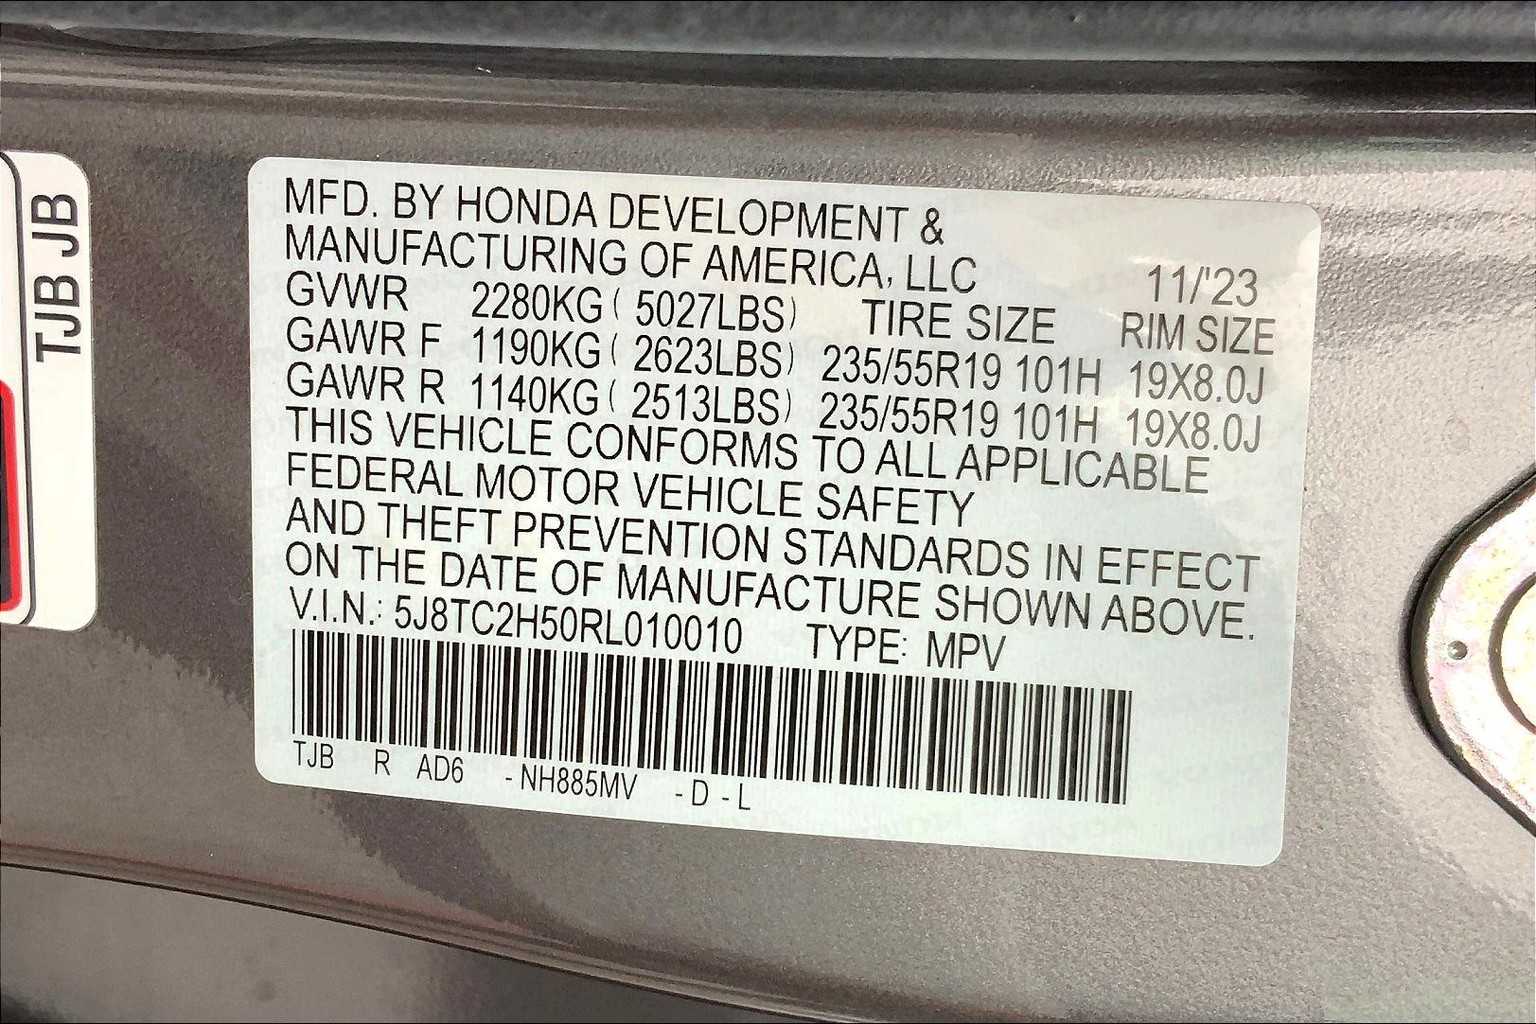 TJB JB
MFD. BY HONDA DEVELOPMENT &
MANUFACTURING OF AMERICA, LLC 11/'23
GVWR 2280KG ( 5027LBS) TIRE SIZE RIM SIZE
GAWR F 1190KG ( 2623LBS) 235/55R19 101H 19X8.0J
GAWR R 1140KG ( 2513LBS) 235/55R19 101H 19X8.0J
THIS VEHICLE CONFORMS TO ALL APPLICABLE
FEDERAL MOTOR VEHICLE SAFETY
AND THEFT PREVENTION STANDARDS IN EFFECT
ON THE DATE OF MANUFACTURE SHOWN ABOVE.
V.I.N.: 5J8TC2H50RL010010 TYPE: MPV
TJB R AD6 -NH885MV -D -L